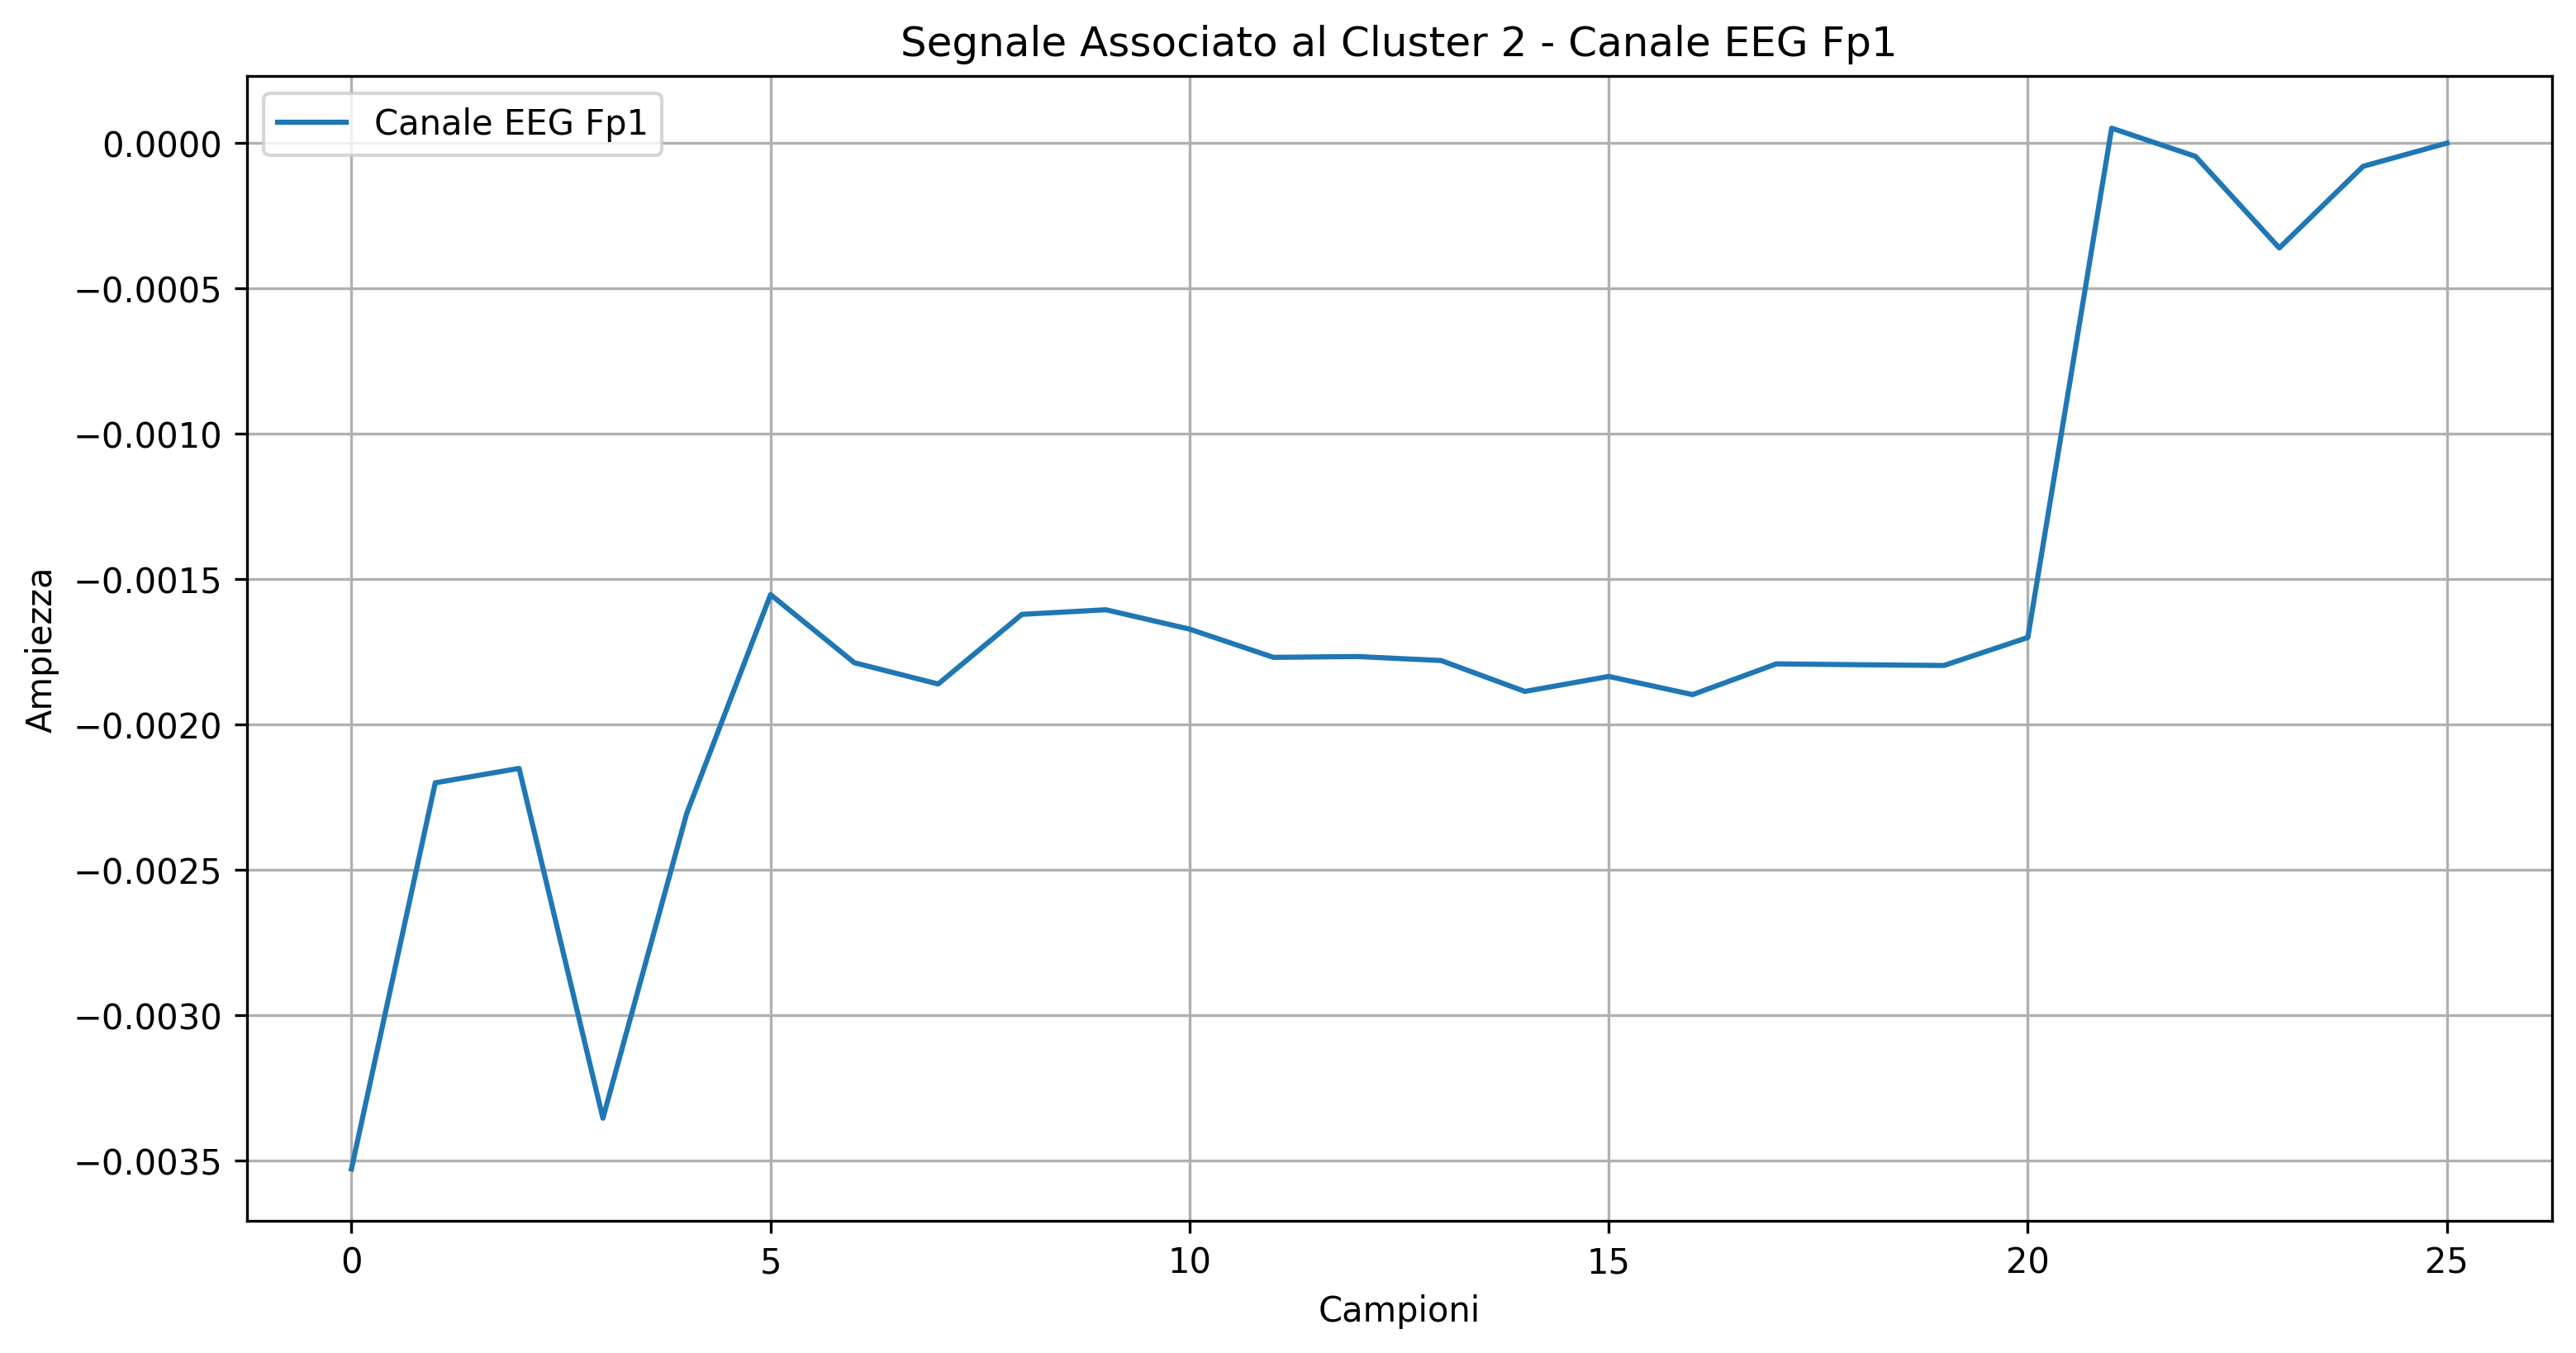 Segnale Associato al Cluster 2 - Canale EEG Fp1
Canale EEG Fp1
0.0000
−0.0005
−0.0010
−0.0015
−0.0020
−0.0025
−0.0030
−0.0035
Ampiezza
0 5 10 15 20 25
Campioni